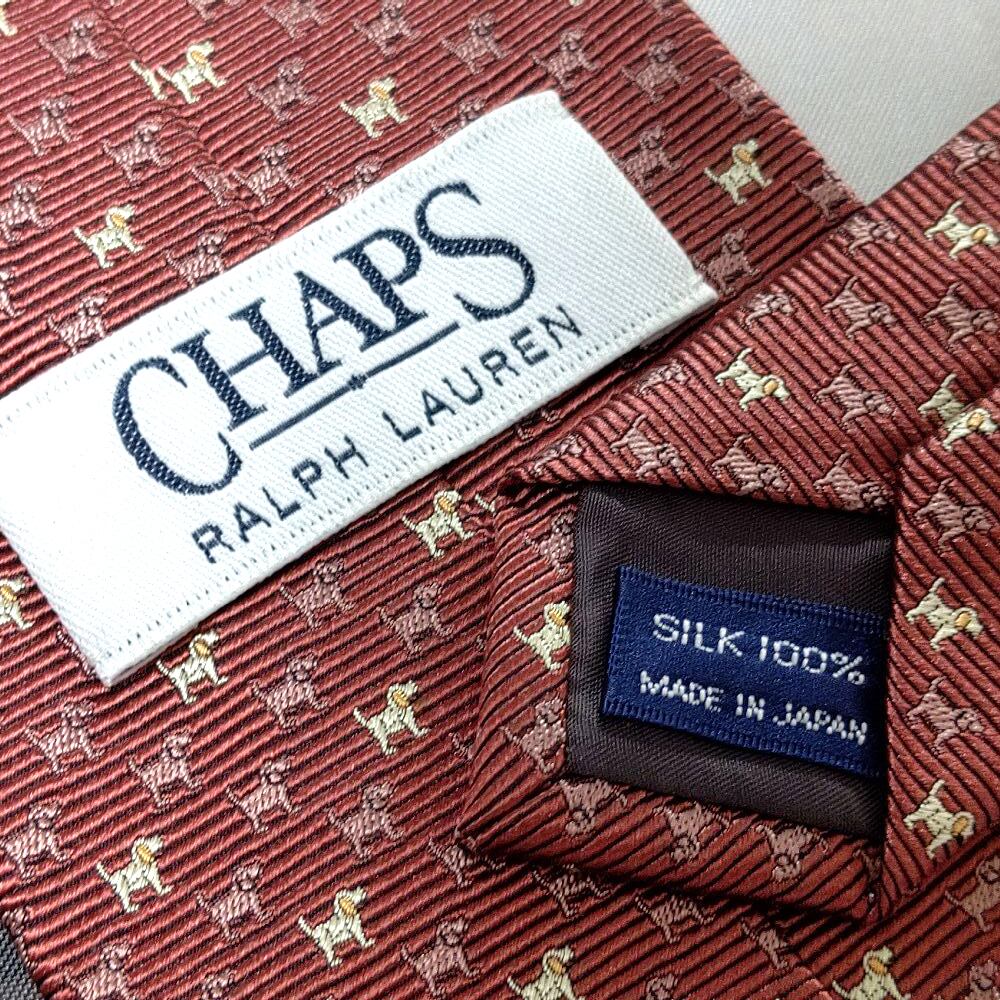 CHAPS
RALPH LAUREN
SILK 100%
MADE IN JAPAN